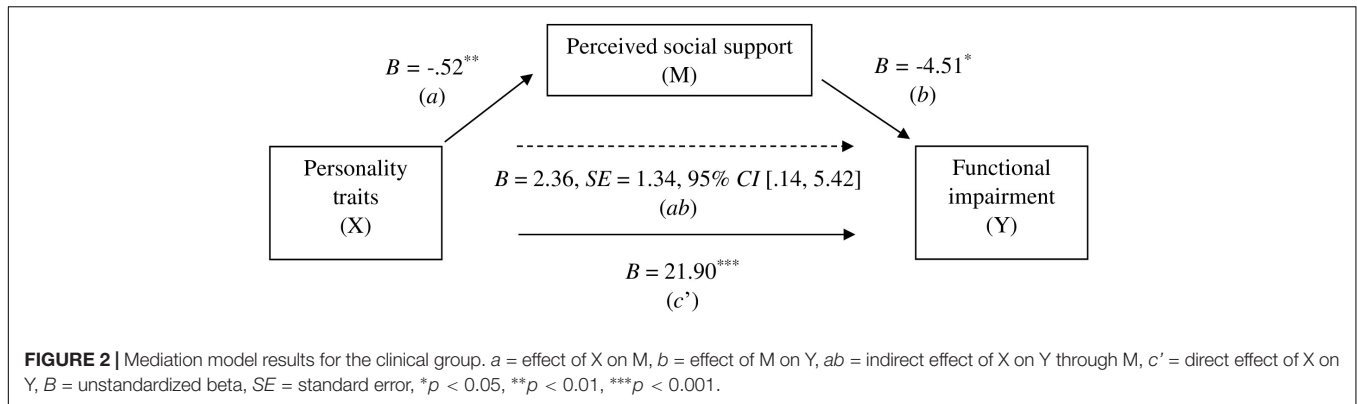 Perceived social support
(M)
B = -.52**
(a)
B = -4.51*
(b)
Personality
traits
(X)
B = 2.36, SE = 1.34, 95% CI [.14, 5.42]
(ab)
Functional
impairment
(Y)
B = 21.90***
(c’)
FIGURE 2 | Mediation model results for the clinical group. a = effect of X on M, b = effect of M on Y, ab = indirect effect of X on Y through M, c’ = direct effect of X on
Y, B = unstandardized beta, SE = standard error, *p < 0.05, **p < 0.01, ***p < 0.001.